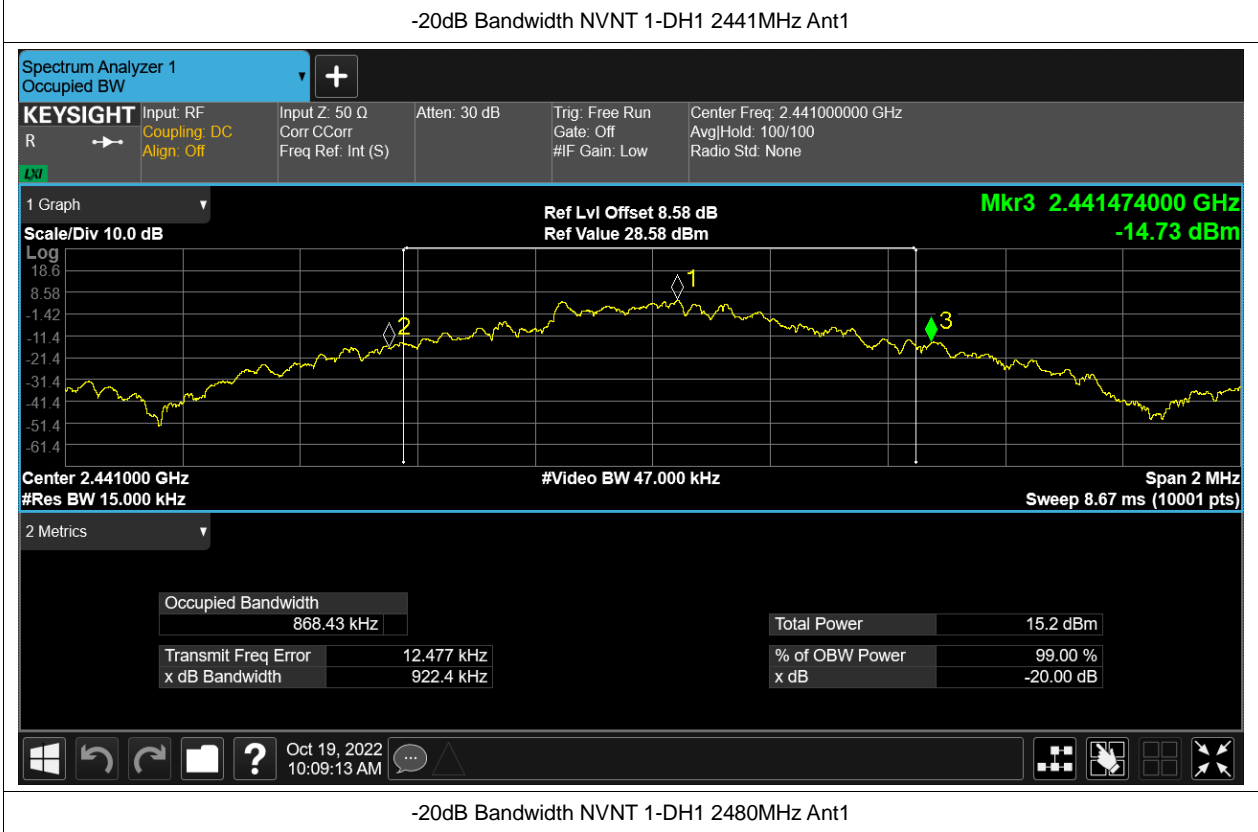 -20dB Bandwidth NVNT 1-DH1 2441MHz Ant1
Spectrum Analyzer 1
Occupied BW
KEYSIGHT
R
LXI
Input: RF
Coupling: DC
Align: Off
Input Z: 50 Ω
Corr CCorr
Freq Ref: Int (S)
Atten: 30 dB
Trig: Free Run
Gate: Off
#IF Gain: Low
Center Freq: 2.441000000 GHz
Avg|Hold: 100/100
Radio Std: None
1 Graph
Scale/Div 10.0 dB
Ref Lvl Offset 8.58 dB
Ref Value 28.58 dBm
Mkr3 2.441474000 GHz
-14.73 dBm
Log
18.6
8.58
-1.42
-11.4
-21.4
-31.4
-41.4
-51.4
-61.4
1
2
3
Center 2.441000 GHz
#Res BW 15.000 kHz
#Video BW 47.000 kHz
Span 2 MHz
Sweep 8.67 ms (10001 pts)
2 Metrics
Occupied Bandwidth
868.43 kHz
Transmit Freq Error 12.477 kHz
x dB Bandwidth 922.4 kHz
Total Power 15.2 dBm
% of OBW Power 99.00 %
x dB -20.00 dB
?
Oct 19, 2022
10:09:13 AM
-20dB Bandwidth NVNT 1-DH1 2480MHz Ant1